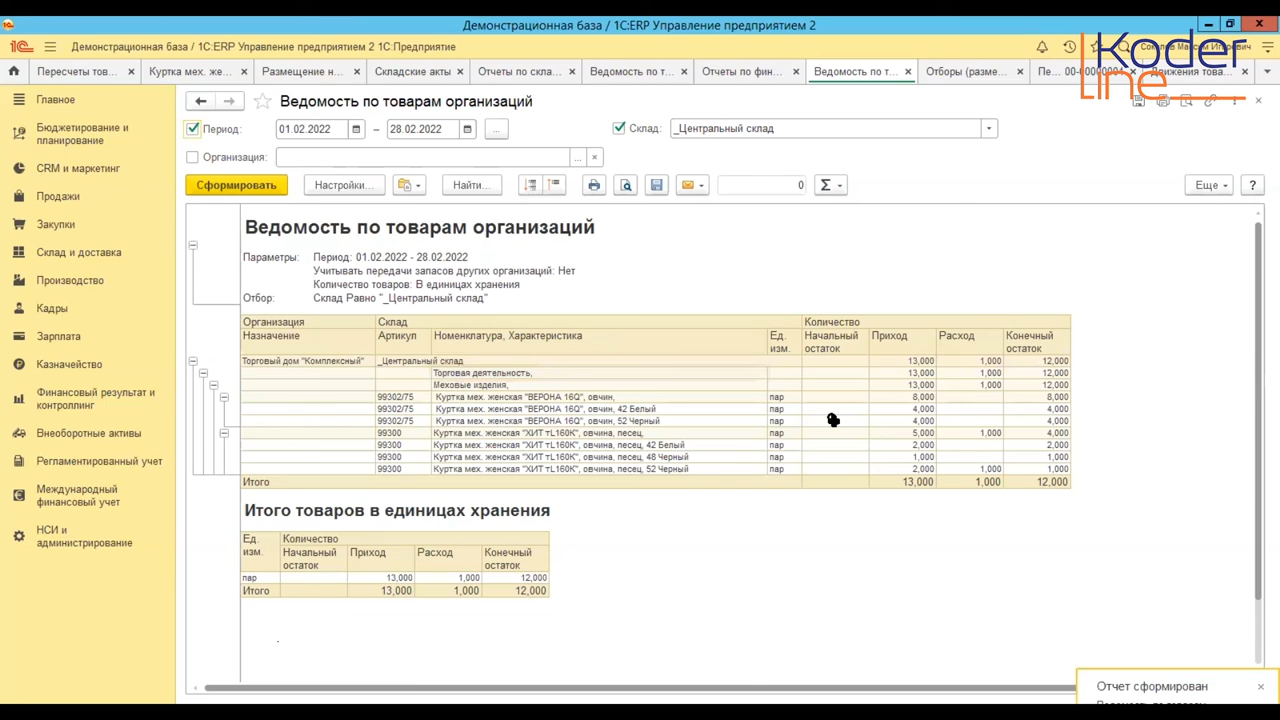 Демонстрационная база / 1С:ERP Управление предприятием 2
Демонстрационная база / 1С:ERP Управление предприятием 2 1С:Предприятие
Koder
line
Пересчеты тов...
Куртка мех. же...
Размещение н...
Складские акты
Отчеты по скла...
Ведомость по т...
Отчеты по фин...
Ведомость по т...
Отборы (разме...
Движения това...
Главное
Бюджетирование и
планирование
CRM и маркетинг
Продажи
Закупки
Склад и доставка
Производство
Кадры
Зарплата
Казначейство
Финансовый результат и
контроллинг
Внеоборотные активы
Регламентированный учет
Международный
финансовый учет
НСИ и
администрирование
Ведомость по товарам организаций
Период: 01.02.2022 – 28.02.2022 ... Склад: _Центральный склад
Организация: ...
Сформировать Настройки... Найти... 0 Σ Еще ?
Ведомость по товарам организаций
Параметры: Период: 01.02.2022 - 28.02.2022
Учитывать передачи запасов других организаций: Нет
Количество товаров: В единицах хранения
Отбор: Склад Равно "_Центральный склад"
Организация Склад Количество
Назначение Артикул Номенклатура, Характеристика Ед. изм. Начальный остаток Приход Расход Конечный остаток
Торговый дом "Комплексный" _Центральный склад 13,000 1,000 12,000
Торговая деятельность, 13,000 1,000 12,000
Меховые изделия, 13,000 1,000 12,000
99302/75 Куртка мех. женская "ВЕРОНА 16Q", овчин, пар 8,000 8,000
99302/75 Куртка мех. женская "ВЕРОНА 16Q", овчин, 42 Белый пар 4,000 4,000
99302/75 Куртка мех. женская "ВЕРОНА 16Q", овчин, 52 Черный пар 4,000 4,000
99300 Куртка мех. женская "ХИТ тL160К", овчина, песец, пар 5,000 1,000 4,000
99300 Куртка мех. женская "ХИТ тL160К", овчина, песец, 42 Белый пар 2,000 2,000
99300 Куртка мех. женская "ХИТ тL160К", овчина, песец, 48 Черный пар 1,000 1,000
99300 Куртка мех. женская "ХИТ тL160К", овчина, песец, 52 Черный пар 2,000 1,000 1,000
Итого 13,000 1,000 12,000
Итого товаров в единицах хранения
Ед. изм. Количество
Начальный остаток Приход Расход Конечный остаток
пар 13,000 1,000 12,000
Итого 13,000 1,000 12,000
Отчет сформирован